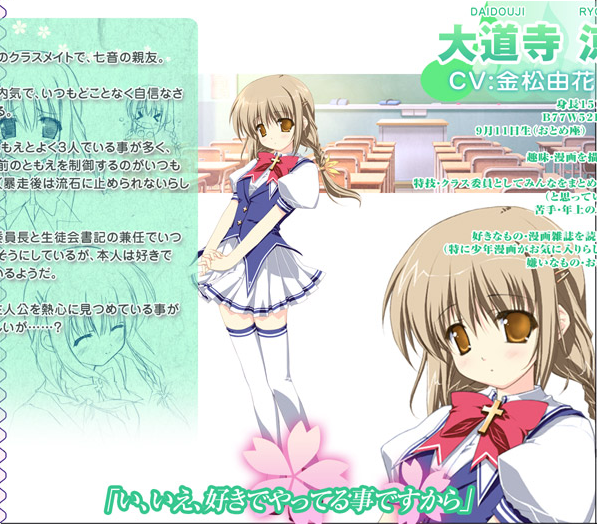 DAIDOUJI RYO
大道寺 涼
CV:金松由花
身長15
B77W52
9月11日生(おとめ座)
趣味・漫画を描
特技・クラス委員としてみんなをまとめ
(と思ってい
苦手・年上の
好きなもの・漫画雑誌を読
(特に少年漫画がお気に入りらし
嫌いなもの・お
のクラスメイトで、七音の親友。
内気で、いつもどことなく自信なさ
る。
もえとよく3人でいる事が多く、
前のともえを制御するのがいつも
(暴走後は流石に止められないらし
委員長と生徒会書記の兼任でいつ
そうにしているが、本人は好きで
いるようだ。
主人公を熱心に見つめている事が
しいが……?
「い、いえ、好きでやってる事ですから」